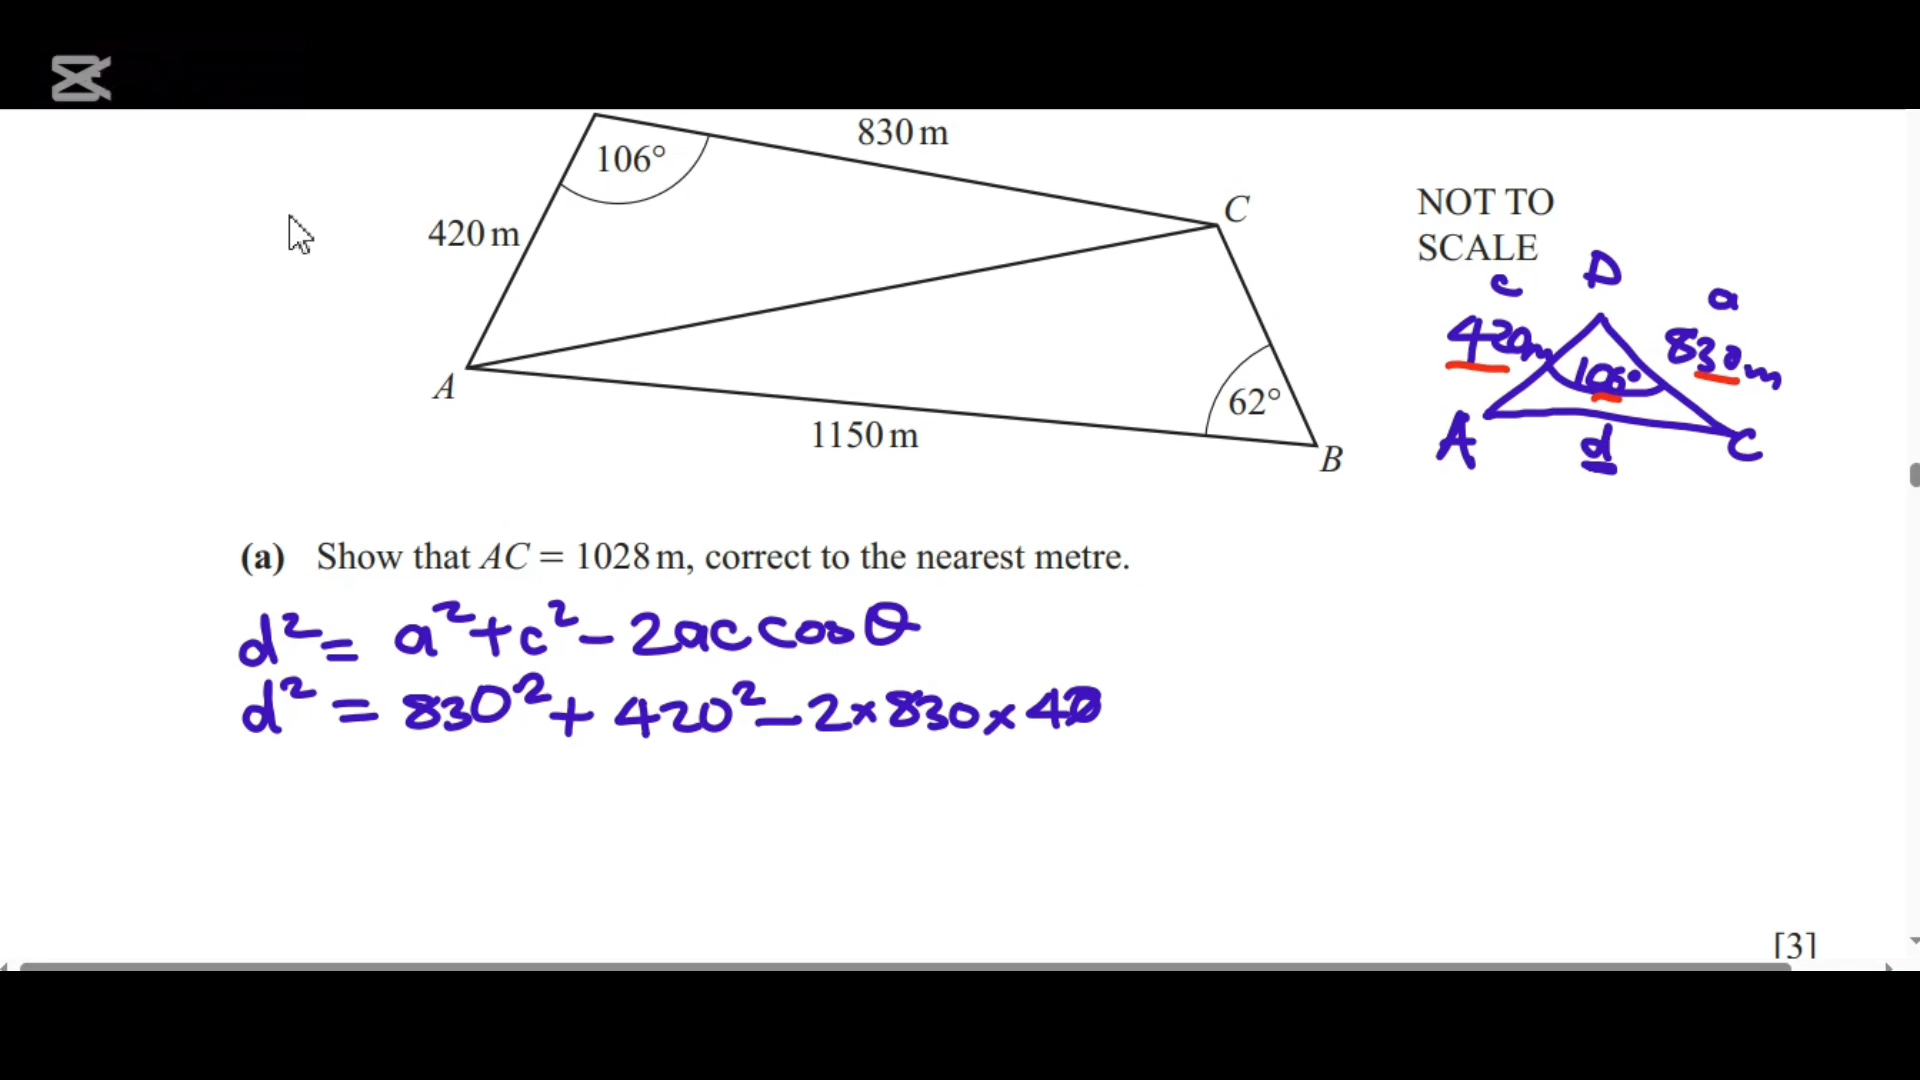 830 m
106°
C
420 m
A
62°
1150 m
B
NOT TO
SCALE
c D a
420m 830m
106°
A d C
(a) Show that AC = 1028 m, correct to the nearest metre.
d² = a² + c² - 2ac cos θ
d² = 830² + 420² - 2 × 830 × 42
[3]